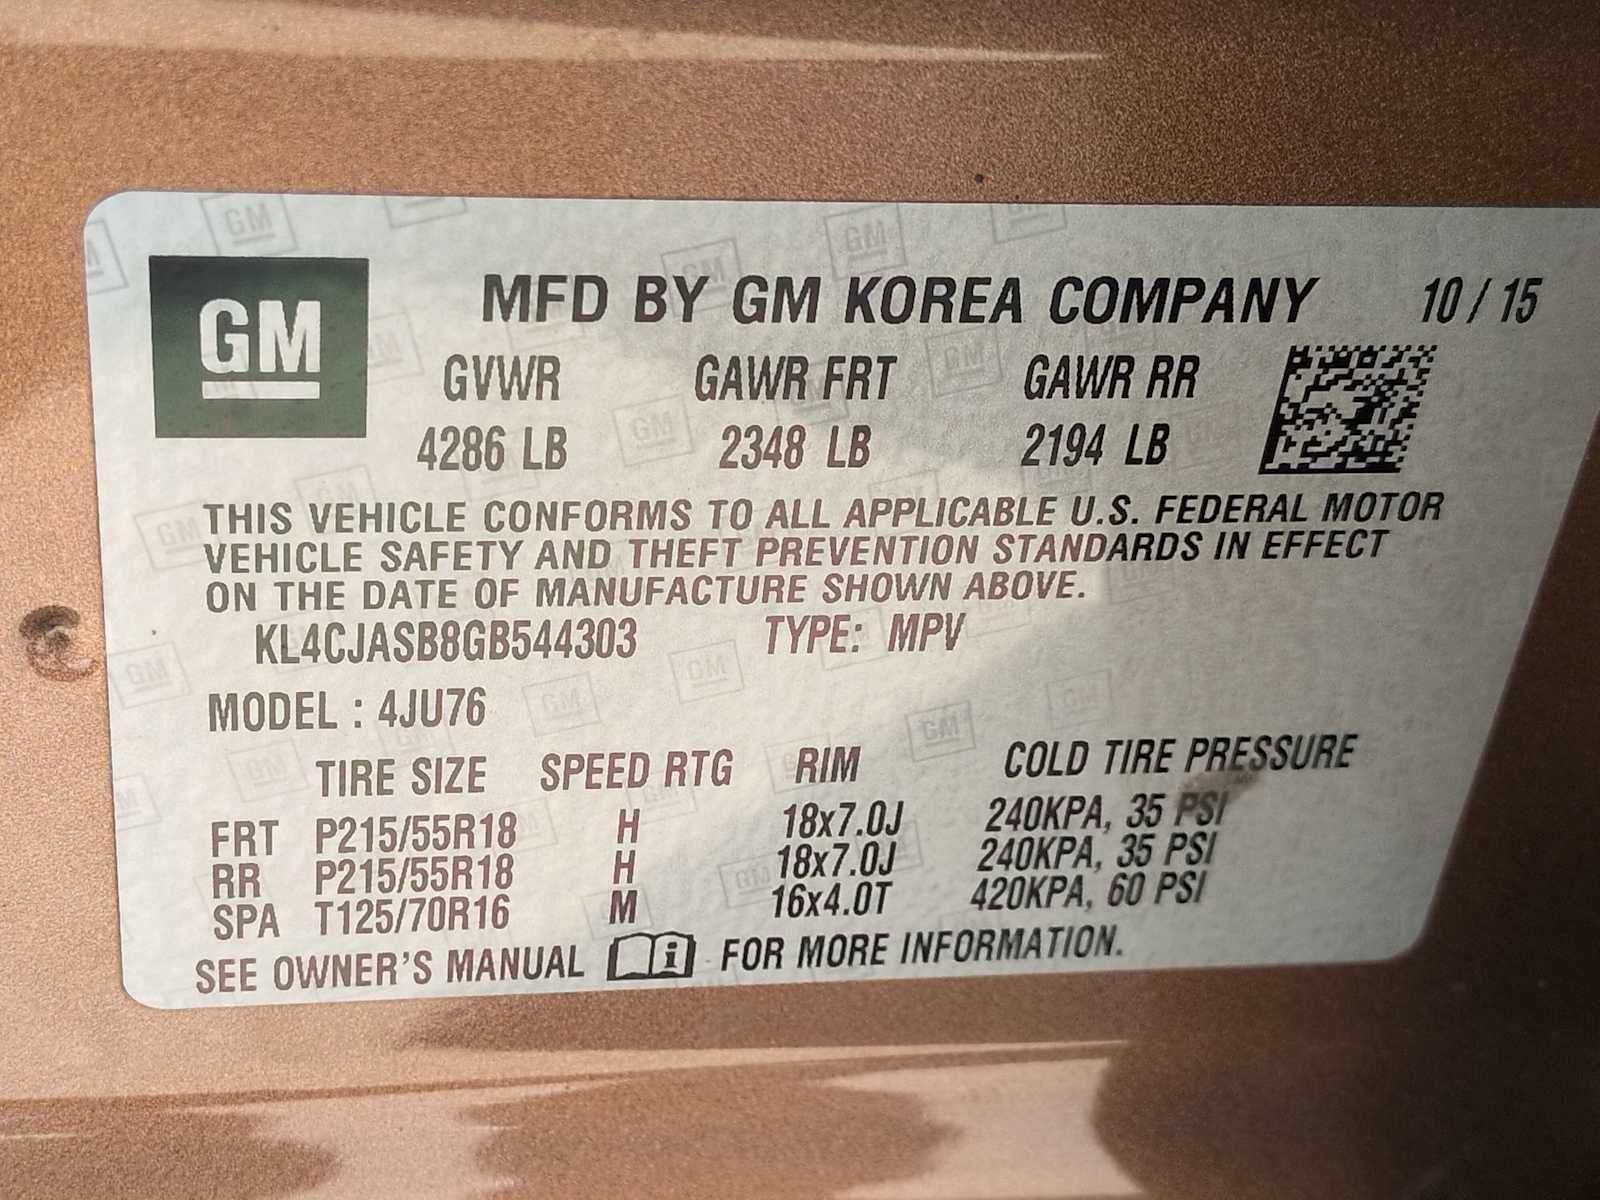 GM
MFD BY GM KOREA COMPANY 10 / 15
GVWR GAWR FRT GAWR RR
4286 LB 2348 LB 2194 LB
THIS VEHICLE CONFORMS TO ALL APPLICABLE U.S. FEDERAL MOTOR
VEHICLE SAFETY AND THEFT PREVENTION STANDARDS IN EFFECT
ON THE DATE OF MANUFACTURE SHOWN ABOVE.
KL4CJASB8GB544303 TYPE: MPV
MODEL : 4JU76
TIRE SIZE SPEED RTG RIM COLD TIRE PRESSURE
FRT P215/55R18 H 18x7.0J 240KPA, 35 PSI
RR P215/55R18 H 18x7.0J 240KPA, 35 PSI
SPA T125/70R16 M 16x4.0T 420KPA, 60 PSI
SEE OWNER'S MANUAL i FOR MORE INFORMATION.